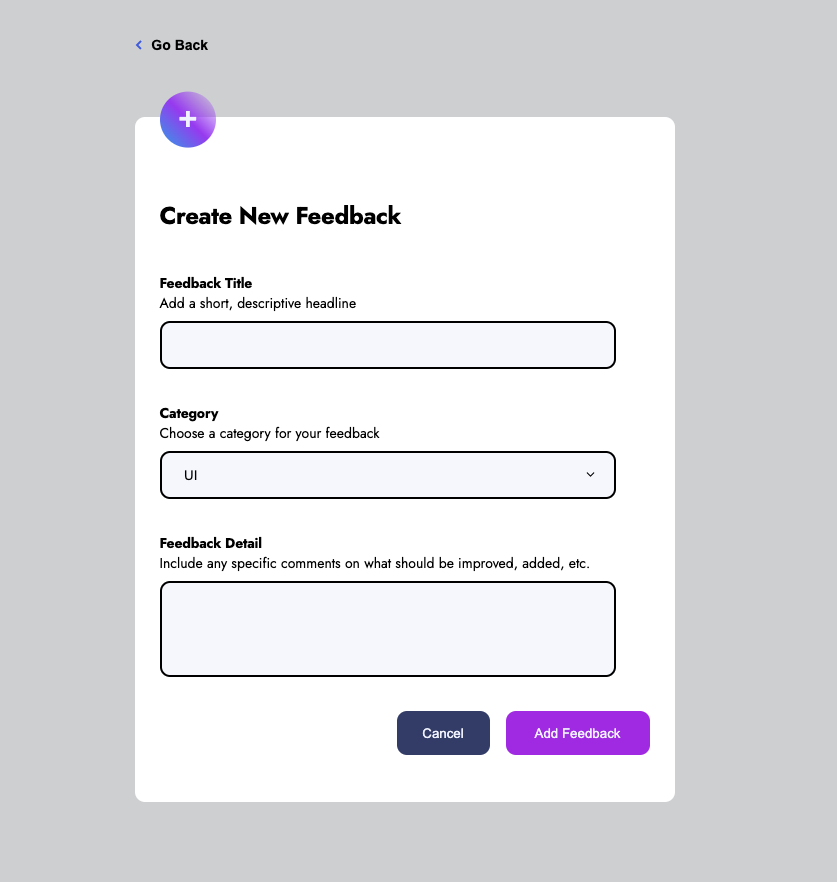 Go Back
+
Create New Feedback
Feedback Title
Add a short, descriptive headline
Category
Choose a category for your feedback
UI
Feedback Detail
Include any specific comments on what should be improved, added, etc.
Cancel Add Feedback